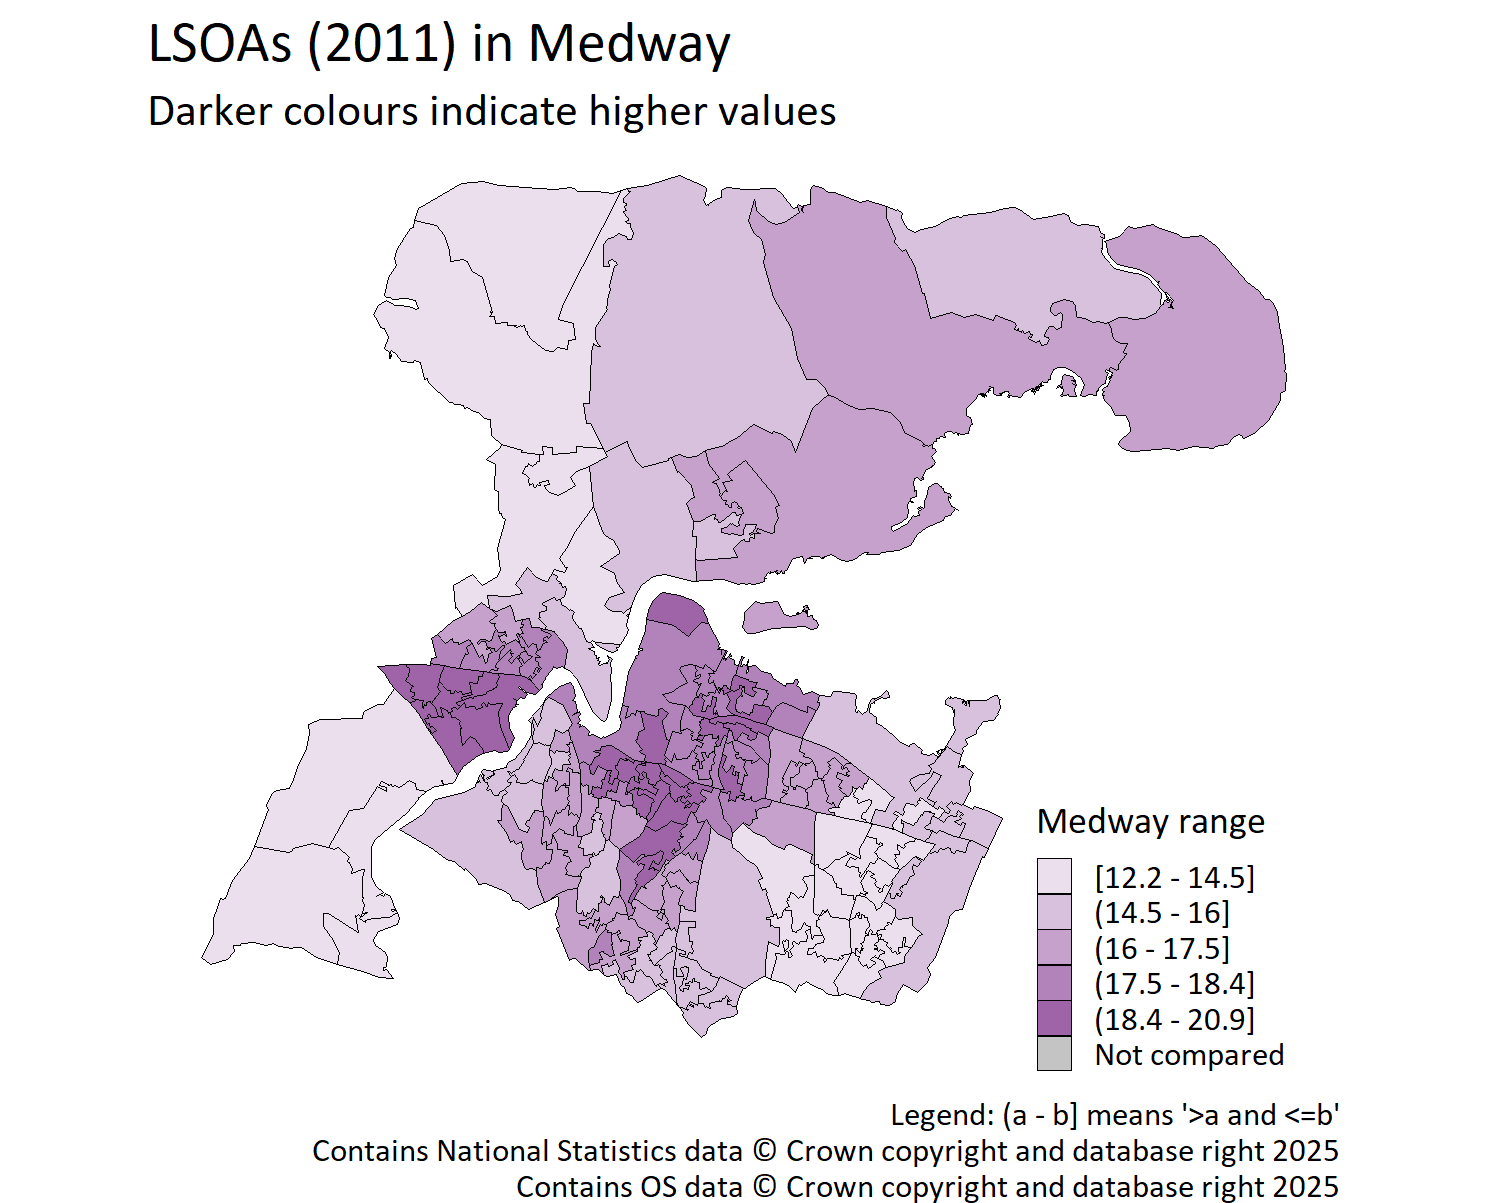 LSOAs (2011) in Medway
Darker colours indicate higher values
Medway range
[12.2 - 14.5]
(14.5 - 16]
(16 - 17.5]
(17.5 - 18.4]
(18.4 - 20.9]
Not compared
Legend: (a - b] means '>a and <=b'
Contains National Statistics data © Crown copyright and database right 2025
Contains OS data © Crown copyright and database right 2025